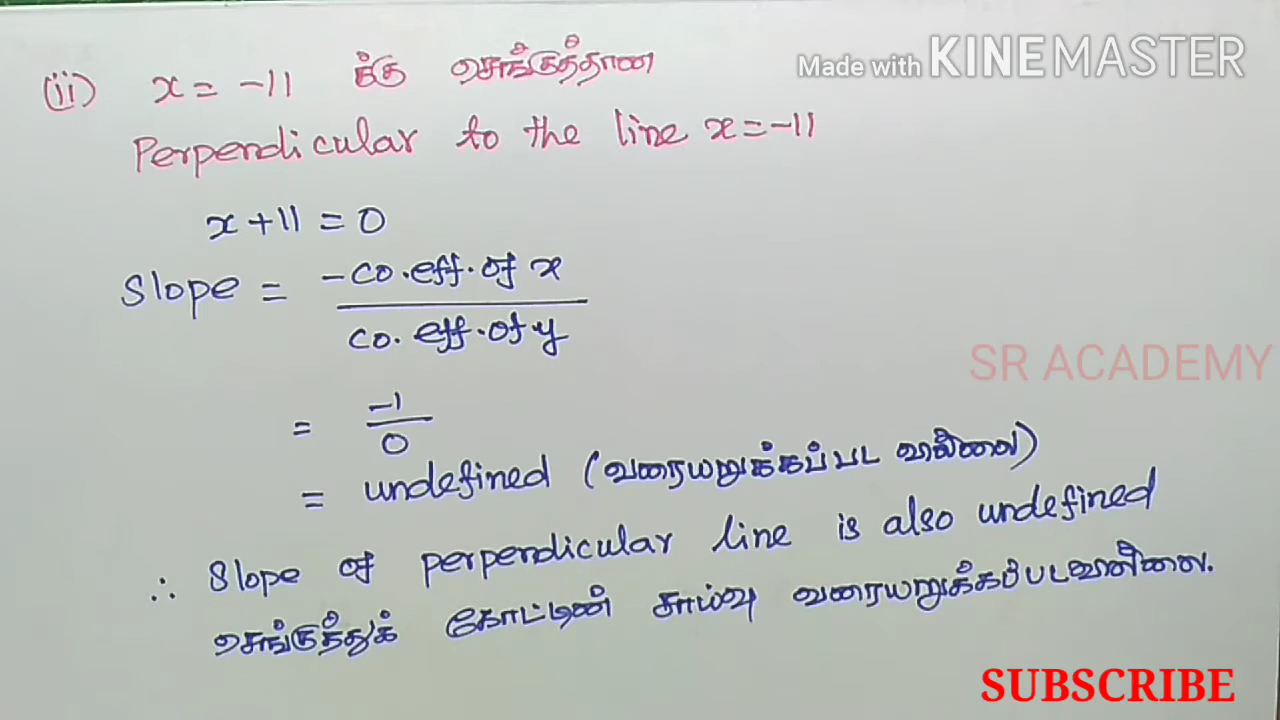 Made with KINEMASTER
(ii) x = -11 க்கு செங்குத்தான
Perpendicular to the line x = -11
x + 11 = 0
Slope = -co.eff.of x / co.eff.of y
SR ACADEMY
= -1 / 0
= undefined (வரையறுக்கப்பட வில்லை)
∴ Slope of perpendicular line is also undefined
செங்குத்துக் கோட்டின் சாய்வு வரையறுக்கப்படவில்லை.
SUBSCRIBE